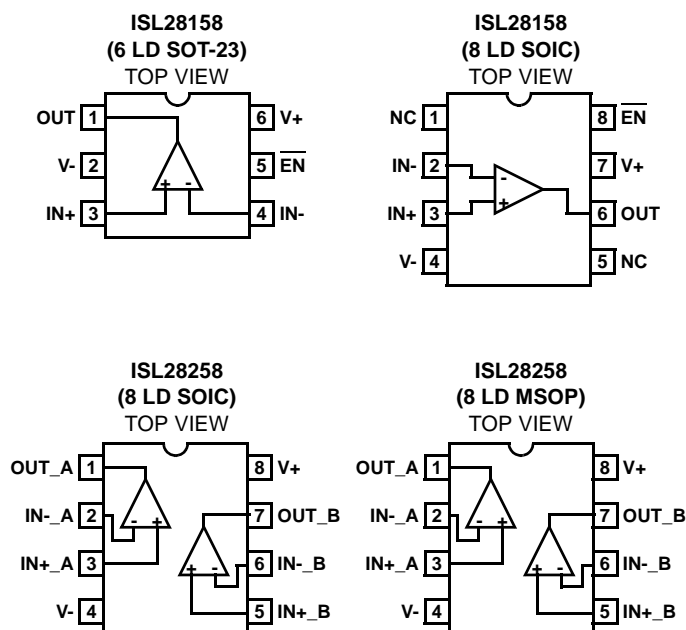 ISL28158
(6 LD SOT-23)
TOP VIEW
OUT 1
6 V+
V- 2
5 EN
+ -
IN+ 3
4 IN-
ISL28158
(8 LD SOIC)
TOP VIEW
NC 1
8 EN
IN- 2
7 V+
-
+
IN+ 3
6 OUT
V- 4
5 NC
ISL28258
(8 LD SOIC)
TOP VIEW
OUT_A 1
8 V+
IN-_A 2
7 OUT_B
- +
IN+_A 3
6 IN-_B
+ -
V- 4
5 IN+_B
ISL28258
(8 LD MSOP)
TOP VIEW
OUT_A 1
8 V+
IN-_A 2
7 OUT_B
- +
IN+_A 3
6 IN-_B
+ -
V- 4
5 IN+_B